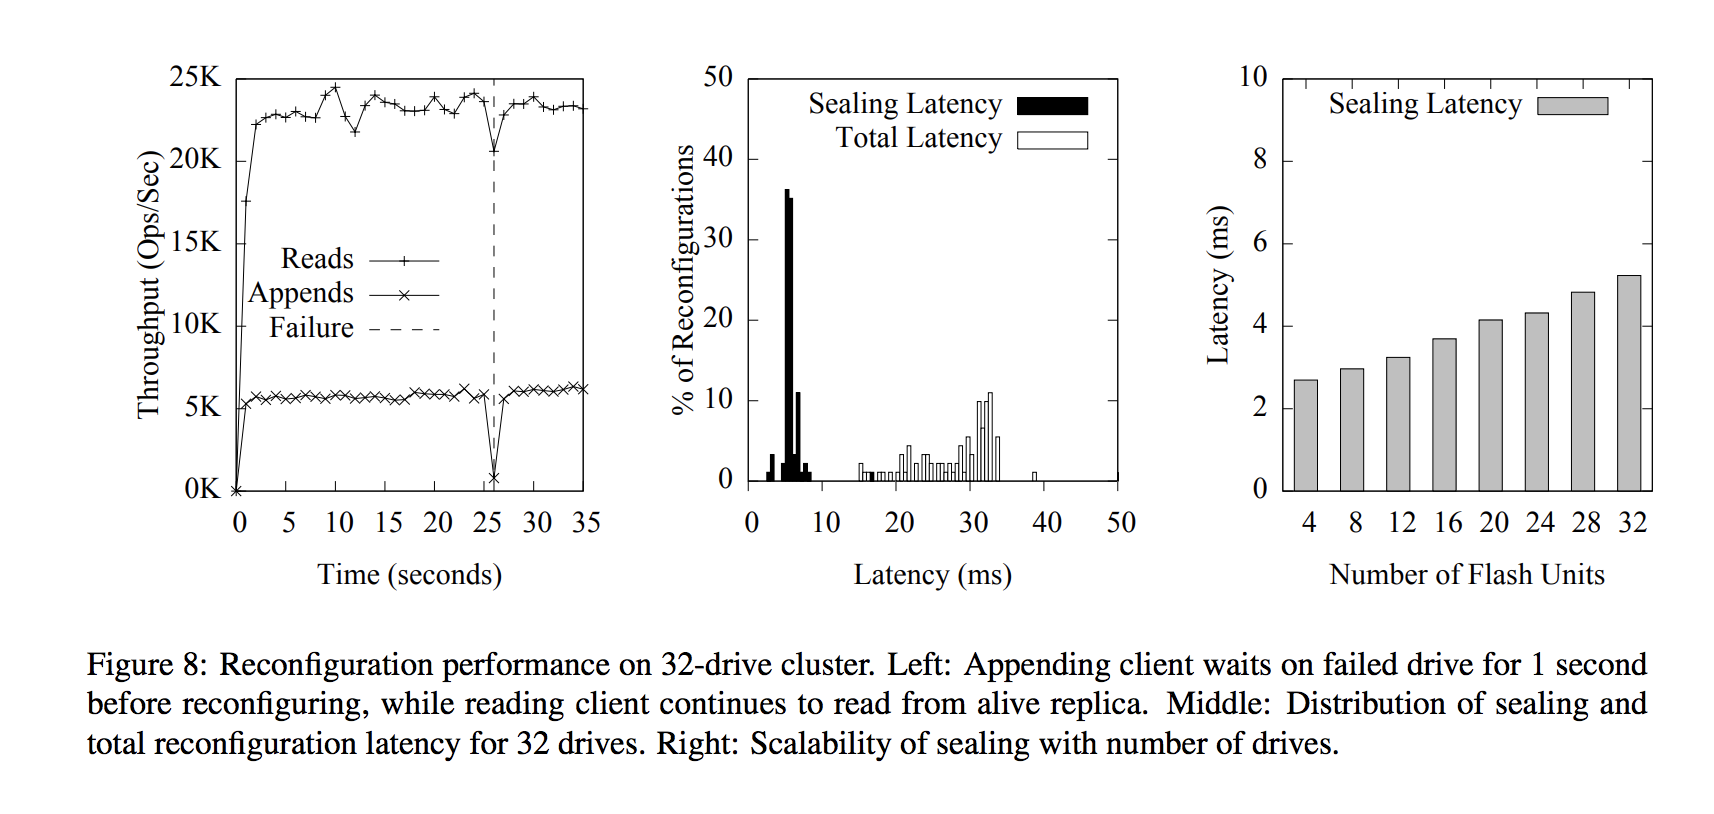 25K
20K
15K
10K
5K
0K
Throughput (Ops/Sec)
Reads
Appends
Failure
0 5 10 15 20 25 30 35
Time (seconds)
50
40
30
20
10
0
% of Reconfigurations
Sealing Latency
Total Latency
0 10 20 30 40 50
Latency (ms)
10
8
6
4
2
0
Latency (ms)
Sealing Latency
4 8 12 16 20 24 28 32
Number of Flash Units
Figure 8: Reconfiguration performance on 32-drive cluster. Left: Appending client waits on failed drive for 1 second
before reconfiguring, while reading client continues to read from alive replica. Middle: Distribution of sealing and
total reconfiguration latency for 32 drives. Right: Scalability of sealing with number of drives.